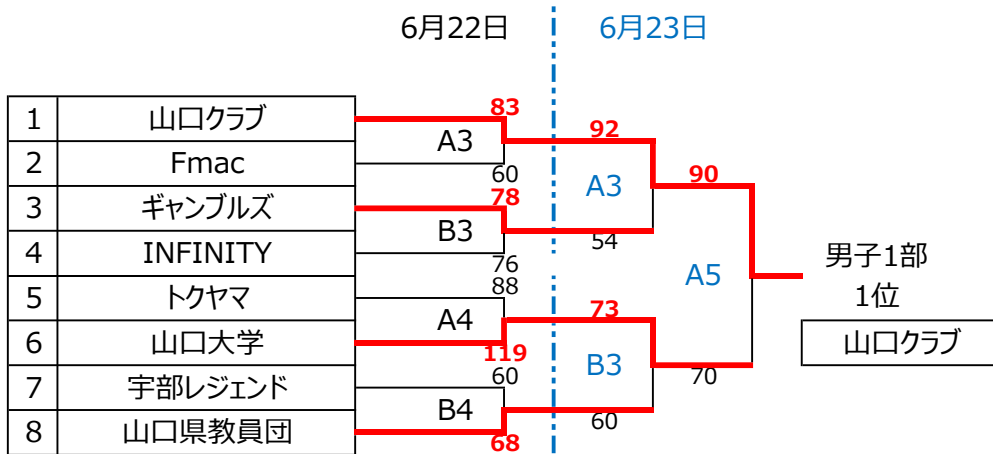 6月22日 6月23日
83
1 山口クラブ
92
A3
2 Fmac
60
A3
90
78
3 ギャンブルズ
B3
54
4 INFINITY
76
男子1部
88
A5
5 トクヤマ
1位
A4
73
6 山口大学
山口クラブ
119
B3
60
70
7 宇部レジェンド
B4
60
8 山口県教員団
68